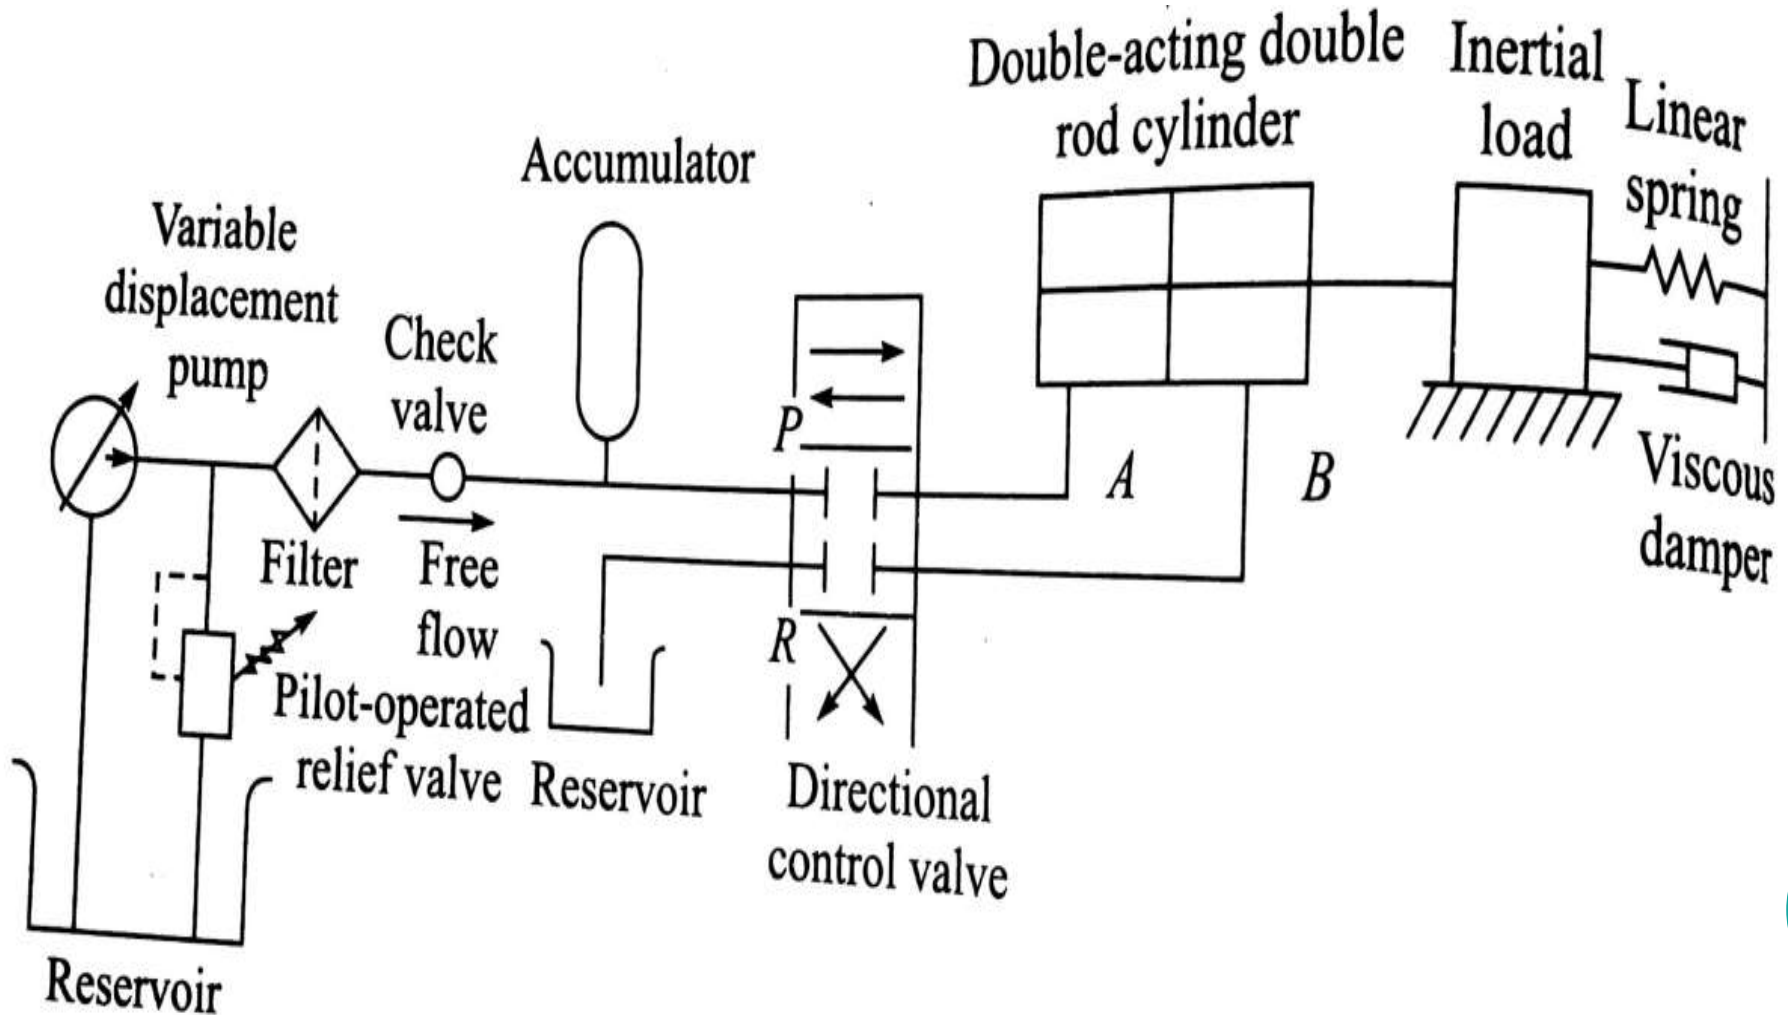 Double-acting double
rod cylinder
Inertial
load
Linear
spring
Accumulator
Variable
displacement
pump
Check
valve
P
A
B
Viscous
damper
Filter
Free
flow
R
Pilot-operated
relief valve
Reservoir
Directional
control valve
Reservoir